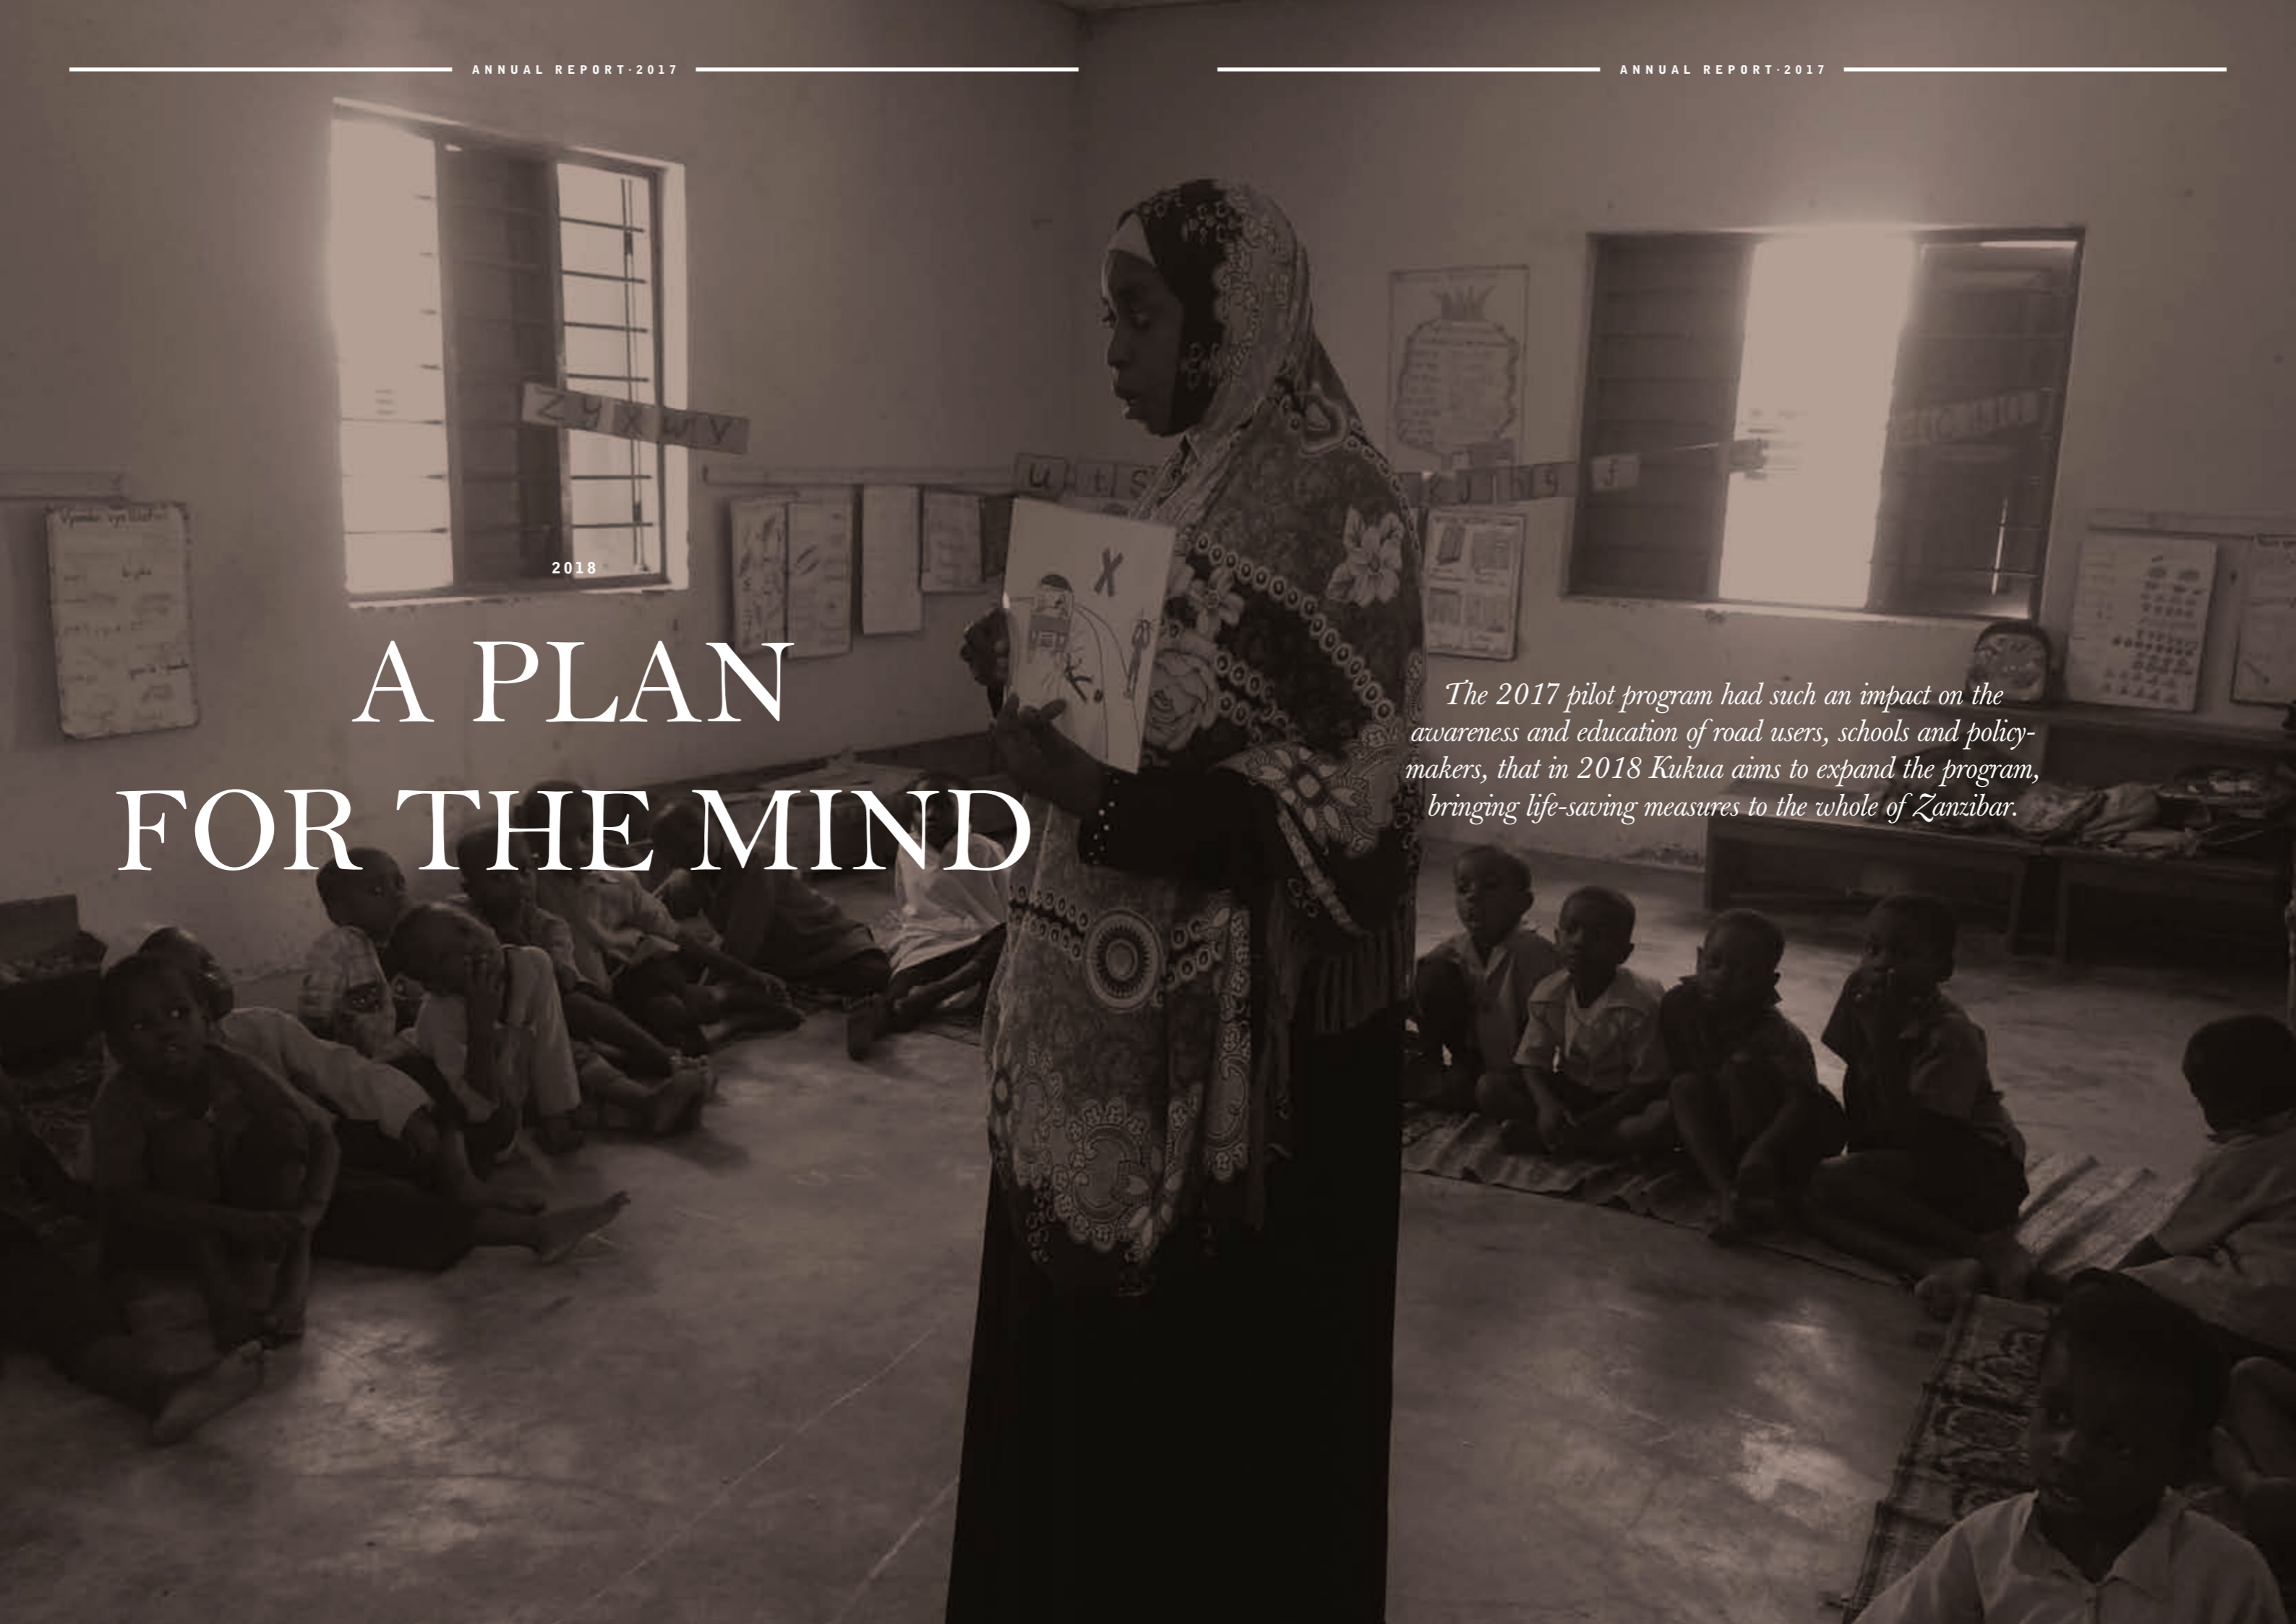 ANNUAL REPORT·2017
ANNUAL REPORT·2017
Z y x w v
u t s
k j i h g f
X
2018
A PLAN
FOR THE MIND
The 2017 pilot program had such an impact on the
awareness and education of road users, schools and policy-
makers, that in 2018 Kukua aims to expand the program,
bringing life-saving measures to the whole of Zanzibar.